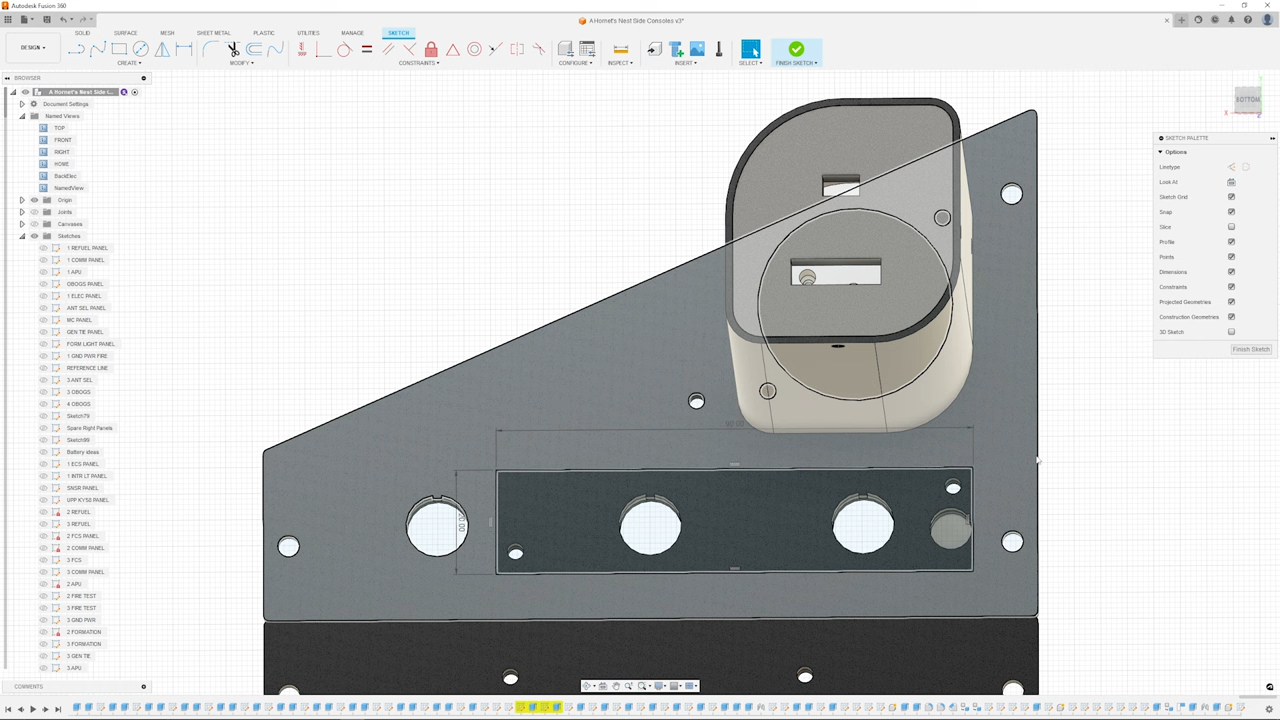 Autodesk Fusion 360
A Hornet's Nest Side Consoles v3*
DESIGN
SOLID
SURFACE
MESH
SHEET METAL
PLASTIC
UTILITIES
MANAGE
SKETCH
CREATE
MODIFY
CONSTRAINTS
CONFIGURE
INSPECT
INSERT
SELECT
FINISH SKETCH
BROWSER
A Hornet's Nest Side
Document Settings
Named Views
TOP
FRONT
RIGHT
HOME
BackElec
NamedView
Origin
Joints
Canvases
Sketches
1 REFUEL PANEL
1 COMM PANEL
1 APU
OBOGS PANEL
1 ELEC PANEL
ANT SEL PANEL
MC PANEL
GEN TIE PANEL
FORM LIGHT PANEL
1 GND PWR FIRE
REFERENCE LINE
3 ANT SEL
3 OBOGS
4 OBOGS
Sketch79
Spare Right Panels
Sketch89
Battery ideas
1 ECS PANEL
1 INTR LT PANEL
SNSR PANEL
UPP KYSS PANEL
2 REFUEL
3 REFUEL
2 FCS PANEL
2 COMM PANEL
3 FCS
3 COMM PANEL
2 APU
2 FIRE TEST
3 FIRE TEST
3 GND PWR
2 FORMATION
3 FORMATION
3 GEN TIE
3 APU
COMMENTS
BOTTOM
SKETCH PALETTE
Options
Linetype
Look At
Sketch Grid
Snap
Slice
Profile
Points
Dimensions
Constraints
Projected Geometries
Construction Geometries
3D Sketch
Finish Sketch